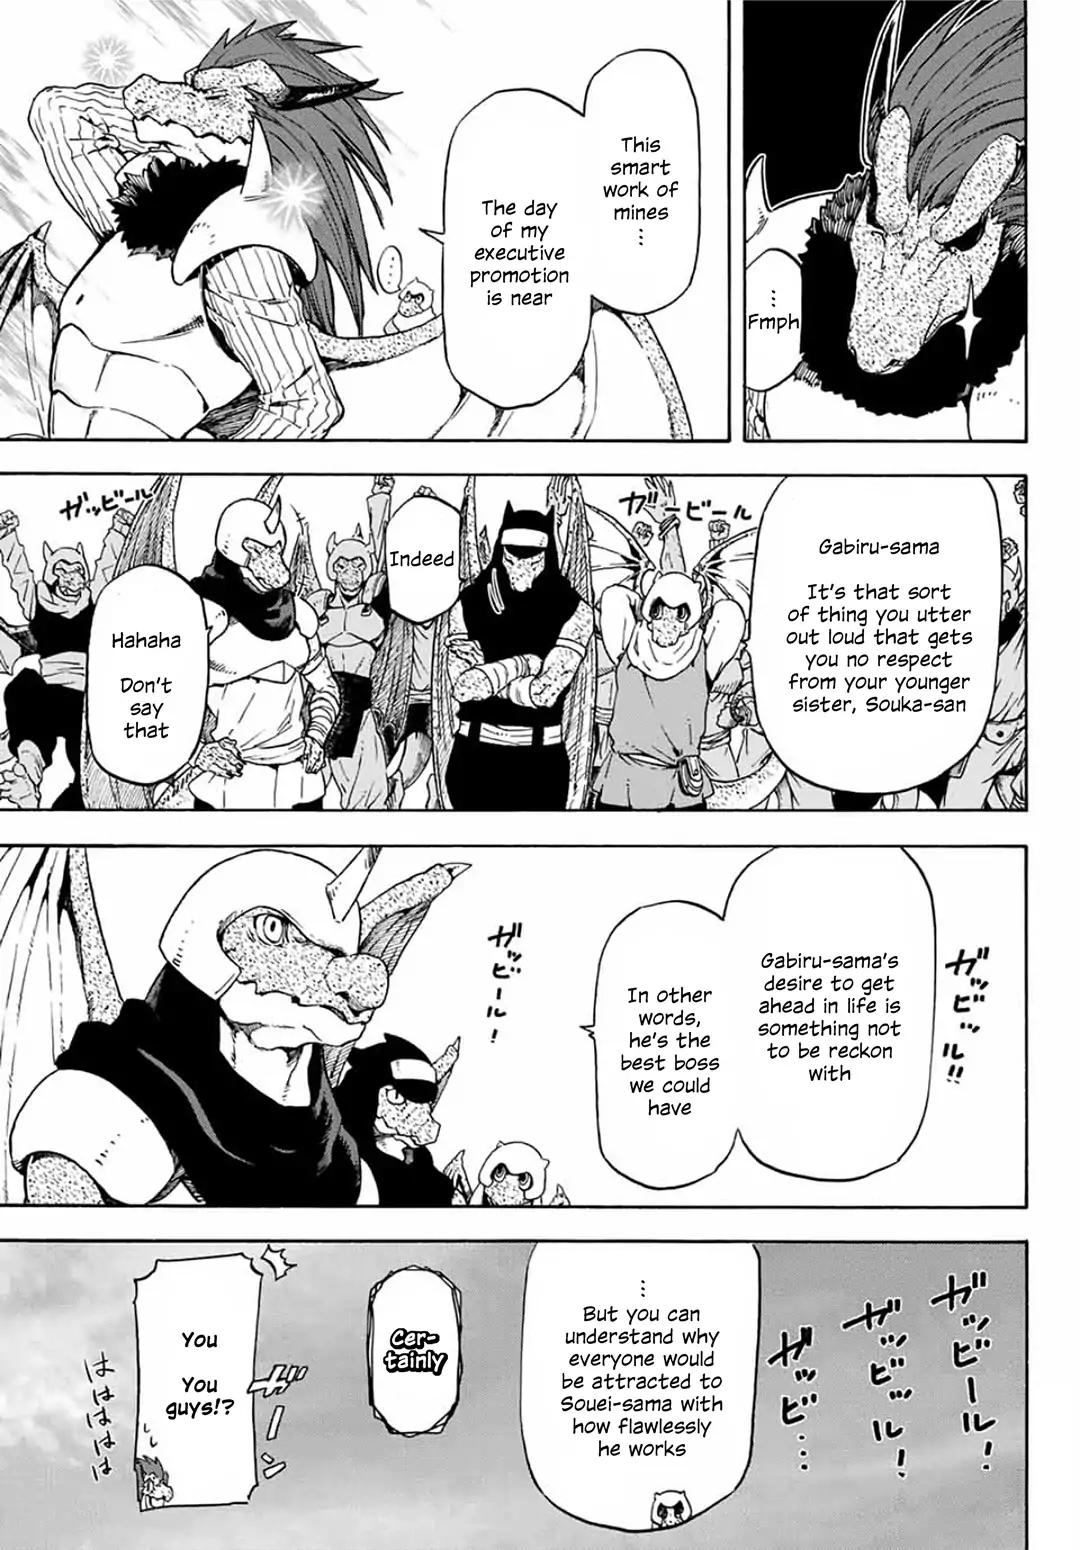 …
Fmph
This
smart
work of
mines
…
The day
of my
executive
promotion
is near
…
Gabiru-sama
It's that sort
of thing you utter
out loud that gets
you no respect
from your younger
sister, Souka-san
ガービール
Indeed
ガッビール
Hahaha
Don't
say
that
ガッビッル!!
Gabiru-sama's
desire to get
ahead in life is
something not
to be reckon
with
In other
words,
he's the
best boss
we could
have
ガッビール!
ガッビール!
ガッビッル!
ガッビ…
…
But you can
understand why
everyone would
be attracted to
Souei-sama with
how flawlessly
he works
Cer-
tainly
ガーン
You
You
guys!?
はははははは